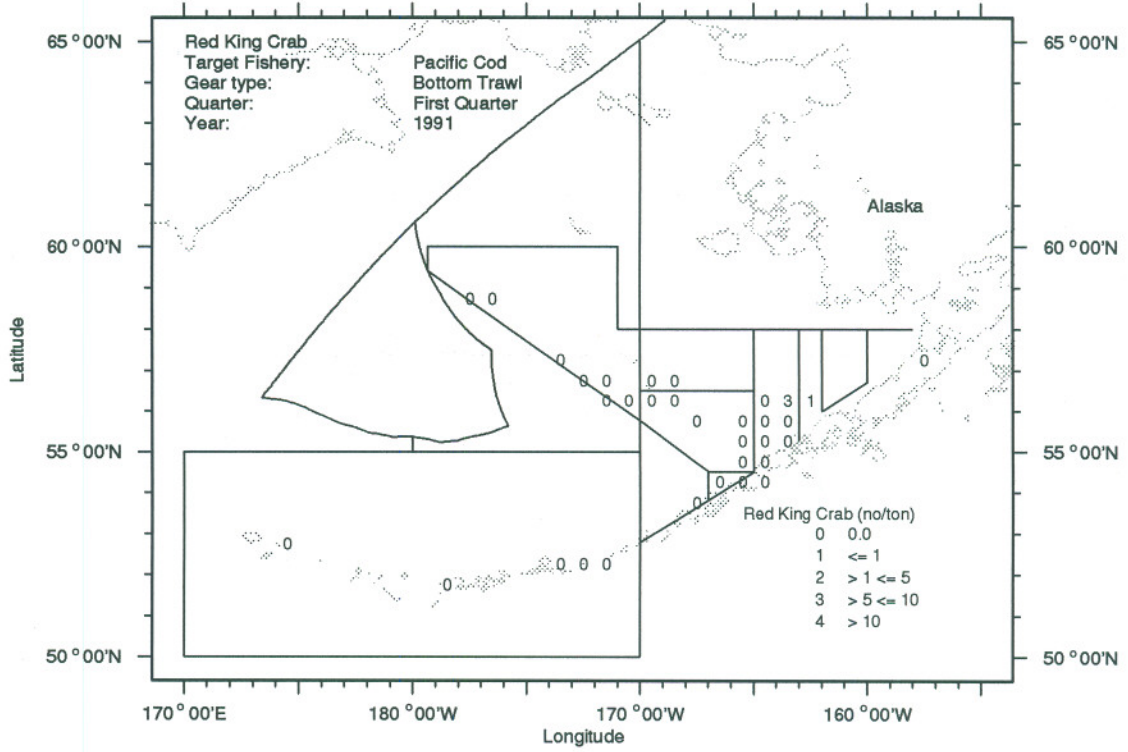 65 °00'N 65 °00'N
Red King Crab
Target Fishery: Pacific Cod
Gear type: Bottom Trawl
Quarter: First Quarter
Year: 1991
Alaska
60 °00'N 60 °00'N
Latitude
0 0
0 0
0 0 0 0
0 0 0 0 0 3 1
0 0 0 0
0 0 0
55 °00'N 55 °00'N
0 0
0 0 0
0
Red King Crab (no/ton)
0 0.0
0 1 <= 1
0 0 0 2 > 1 <= 5
0 3 > 5 <= 10
4 > 10
50 °00'N 50 °00'N
170 °00'E 180 °00'W 170 °00'W 160 °00'W
Longitude